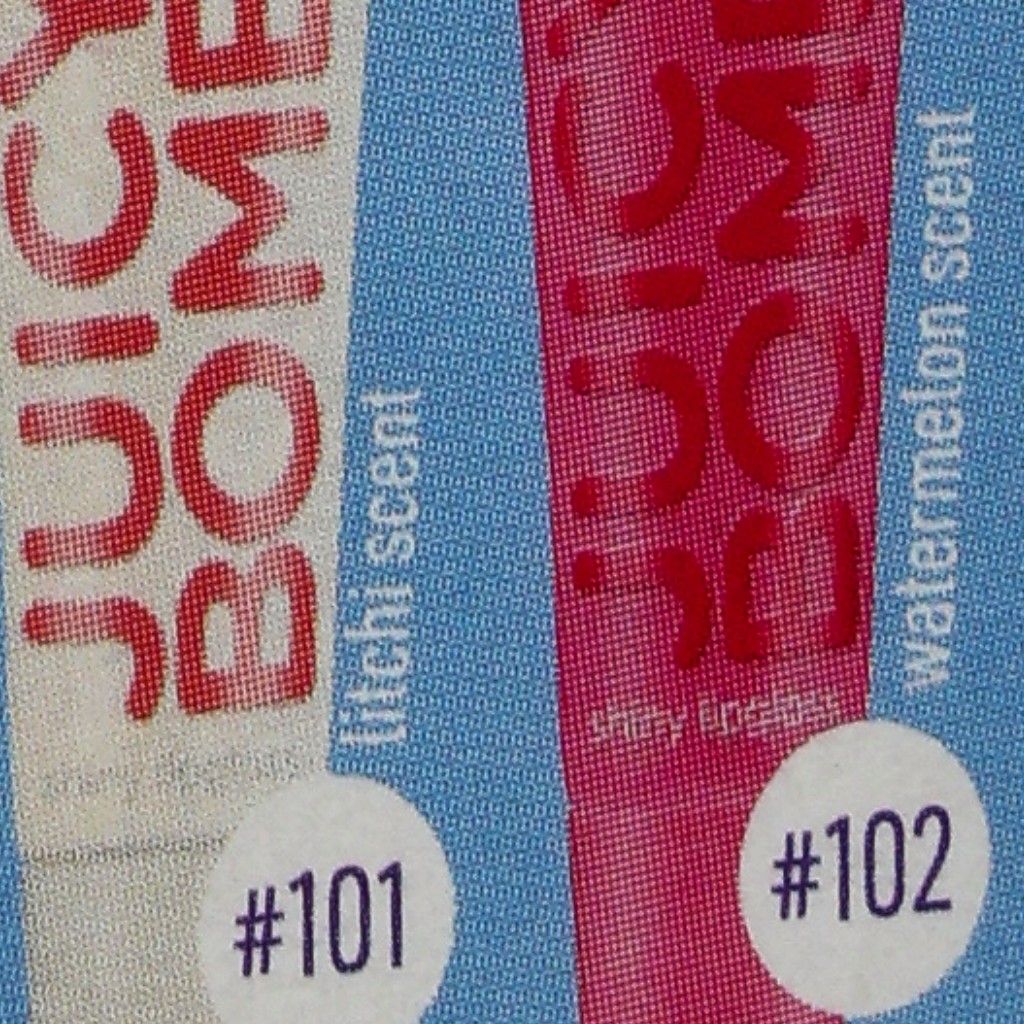 JUICY
BOMB
litchi scent
#101
JUICY
BOMB
shiny lipgloss
watermelon scent
#102